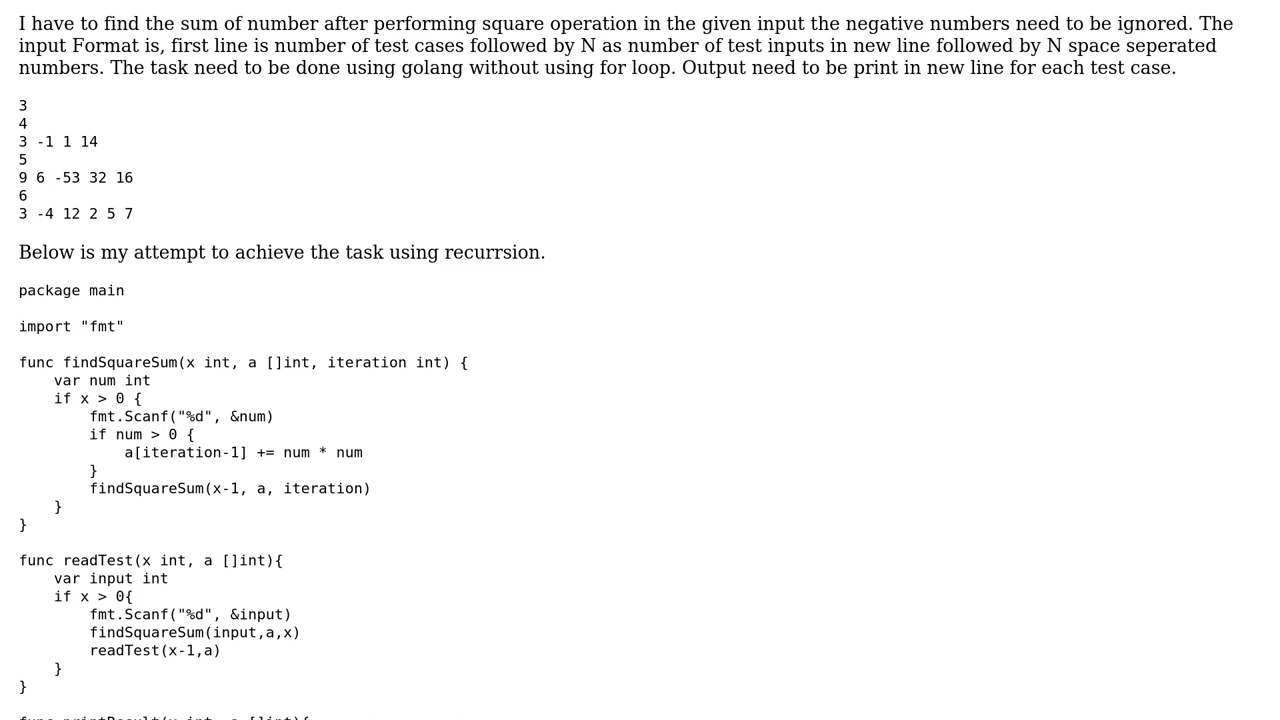 I have to find the sum of number after performing square operation in the given input the negative numbers need to be ignored. The
input Format is, first line is number of test cases followed by N as number of test inputs in new line followed by N space seperated
numbers. The task need to be done using golang without using for loop. Output need to be print in new line for each test case.
3
4
3 -1 1 14
5
9 6 -53 32 16
6
3 -4 12 2 5 7
Below is my attempt to achieve the task using recurrsion.
package main
import "fmt"
func findSquareSum(x int, a []int, iteration int) {
    var num int
    if x > 0 {
        fmt.Scanf("%d", &num)
        if num > 0 {
            a[iteration-1] += num * num
        }
        findSquareSum(x-1, a, iteration)
    }
}
func readTest(x int, a []int){
    var input int
    if x > 0{
        fmt.Scanf("%d", &input)
        findSquareSum(input,a,x)
        readTest(x-1,a)
    }
}
func printResult(x int, a []int){